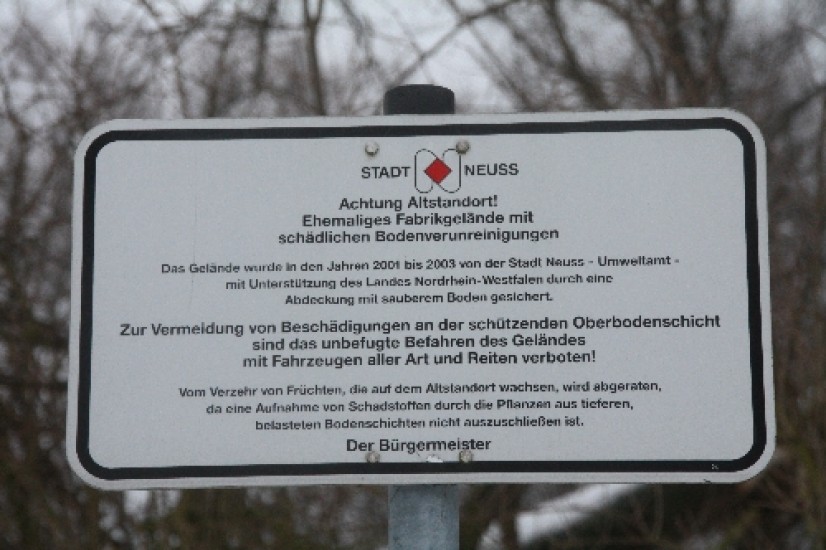 STADT NEUSS
Achtung Altstandort!
Ehemaliges Fabrikgelände mit
schädlichen Bodenverunreinigungen
Das Gelände wurde in den Jahren 2001 bis 2003 von der Stadt Neuss - Umweltamt -
mit Unterstützung des Landes Nordrhein-Westfalen durch eine
Abdeckung mit sauberem Boden gesichert.
Zur Vermeidung von Beschädigungen an der schützenden Oberbodenschicht
sind das unbefugte Befahren des Geländes
mit Fahrzeugen aller Art und Reiten verboten!
Vom Verzehr von Früchten, die auf dem Altstandort wachsen, wird abgeraten,
da eine Aufnahme von Schadstoffen durch die Pflanzen aus tieferen,
belasteten Bodenschichten nicht auszuschließen ist.
Der Bürgermeister